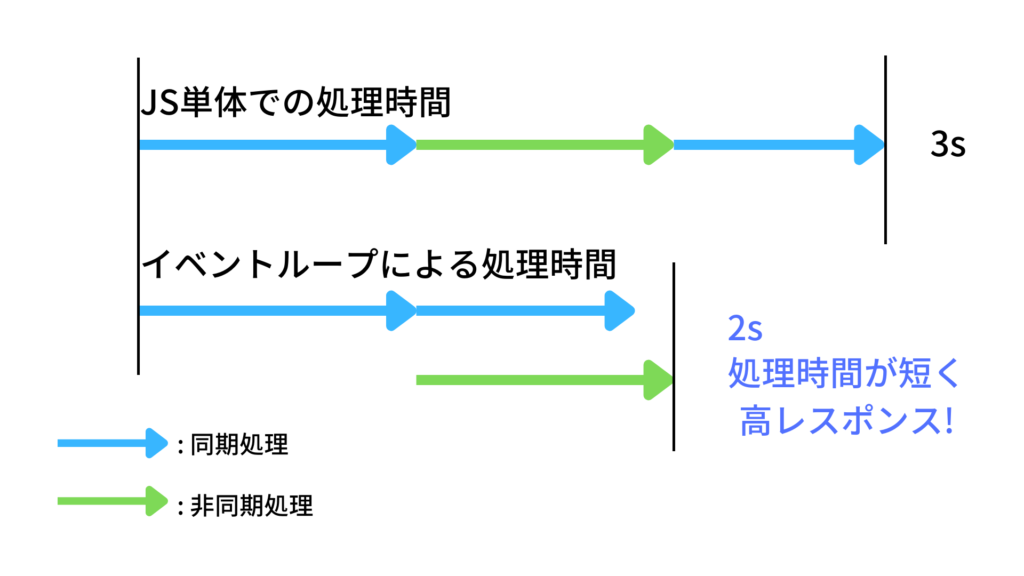 JS単体での処理時間
3s
イベントループによる処理時間
2s
処理時間が短く
高レスポンス!
: 同期処理
: 非同期処理